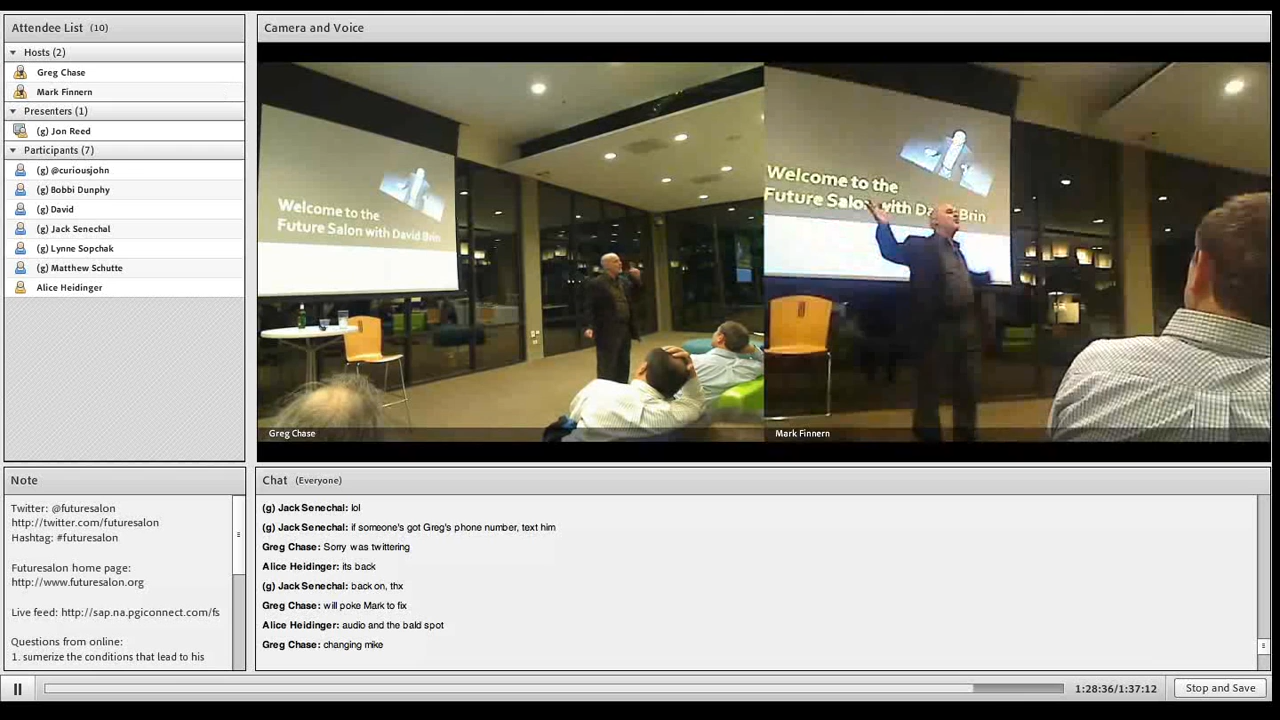 Attendee List (10)
Hosts (2)
Greg Chase
Mark Finnern
Presenters (1)
(g) Jon Reed
Participants (7)
(g) @curiousjohn
(g) Bobbi Dunphy
(g) David
(g) Jack Senechal
(g) Lynne Sopchak
(g) Matthew Schutte
Alice Heidinger
Camera and Voice
Welcome to the
Future Salon with David Brin
Greg Chase
Welcome to the
Future Salon with David Brin
Mark Finnern
Note
Twitter: @futuresalon
http://twitter.com/futuresalon
Hashtag: #futuresalon
Futuresalon home page:
http://www.futuresalon.org
Live feed: http://sap.na.pgiconnect.com/fs
Questions from online:
1. sumerize the conditions that lead to his
Chat (Everyone)
(g) Jack Senechal: lol
(g) Jack Senechal: if someone's got Greg's phone number, text him
Greg Chase: Sorry was twittering
Alice Heidinger: its back
(g) Jack Senechal: back on, thx
Greg Chase: will poke Mark to fix
Alice Heidinger: audio and the bald spot
Greg Chase: changing mike
1:28:36/1:37:12
Stop and Save